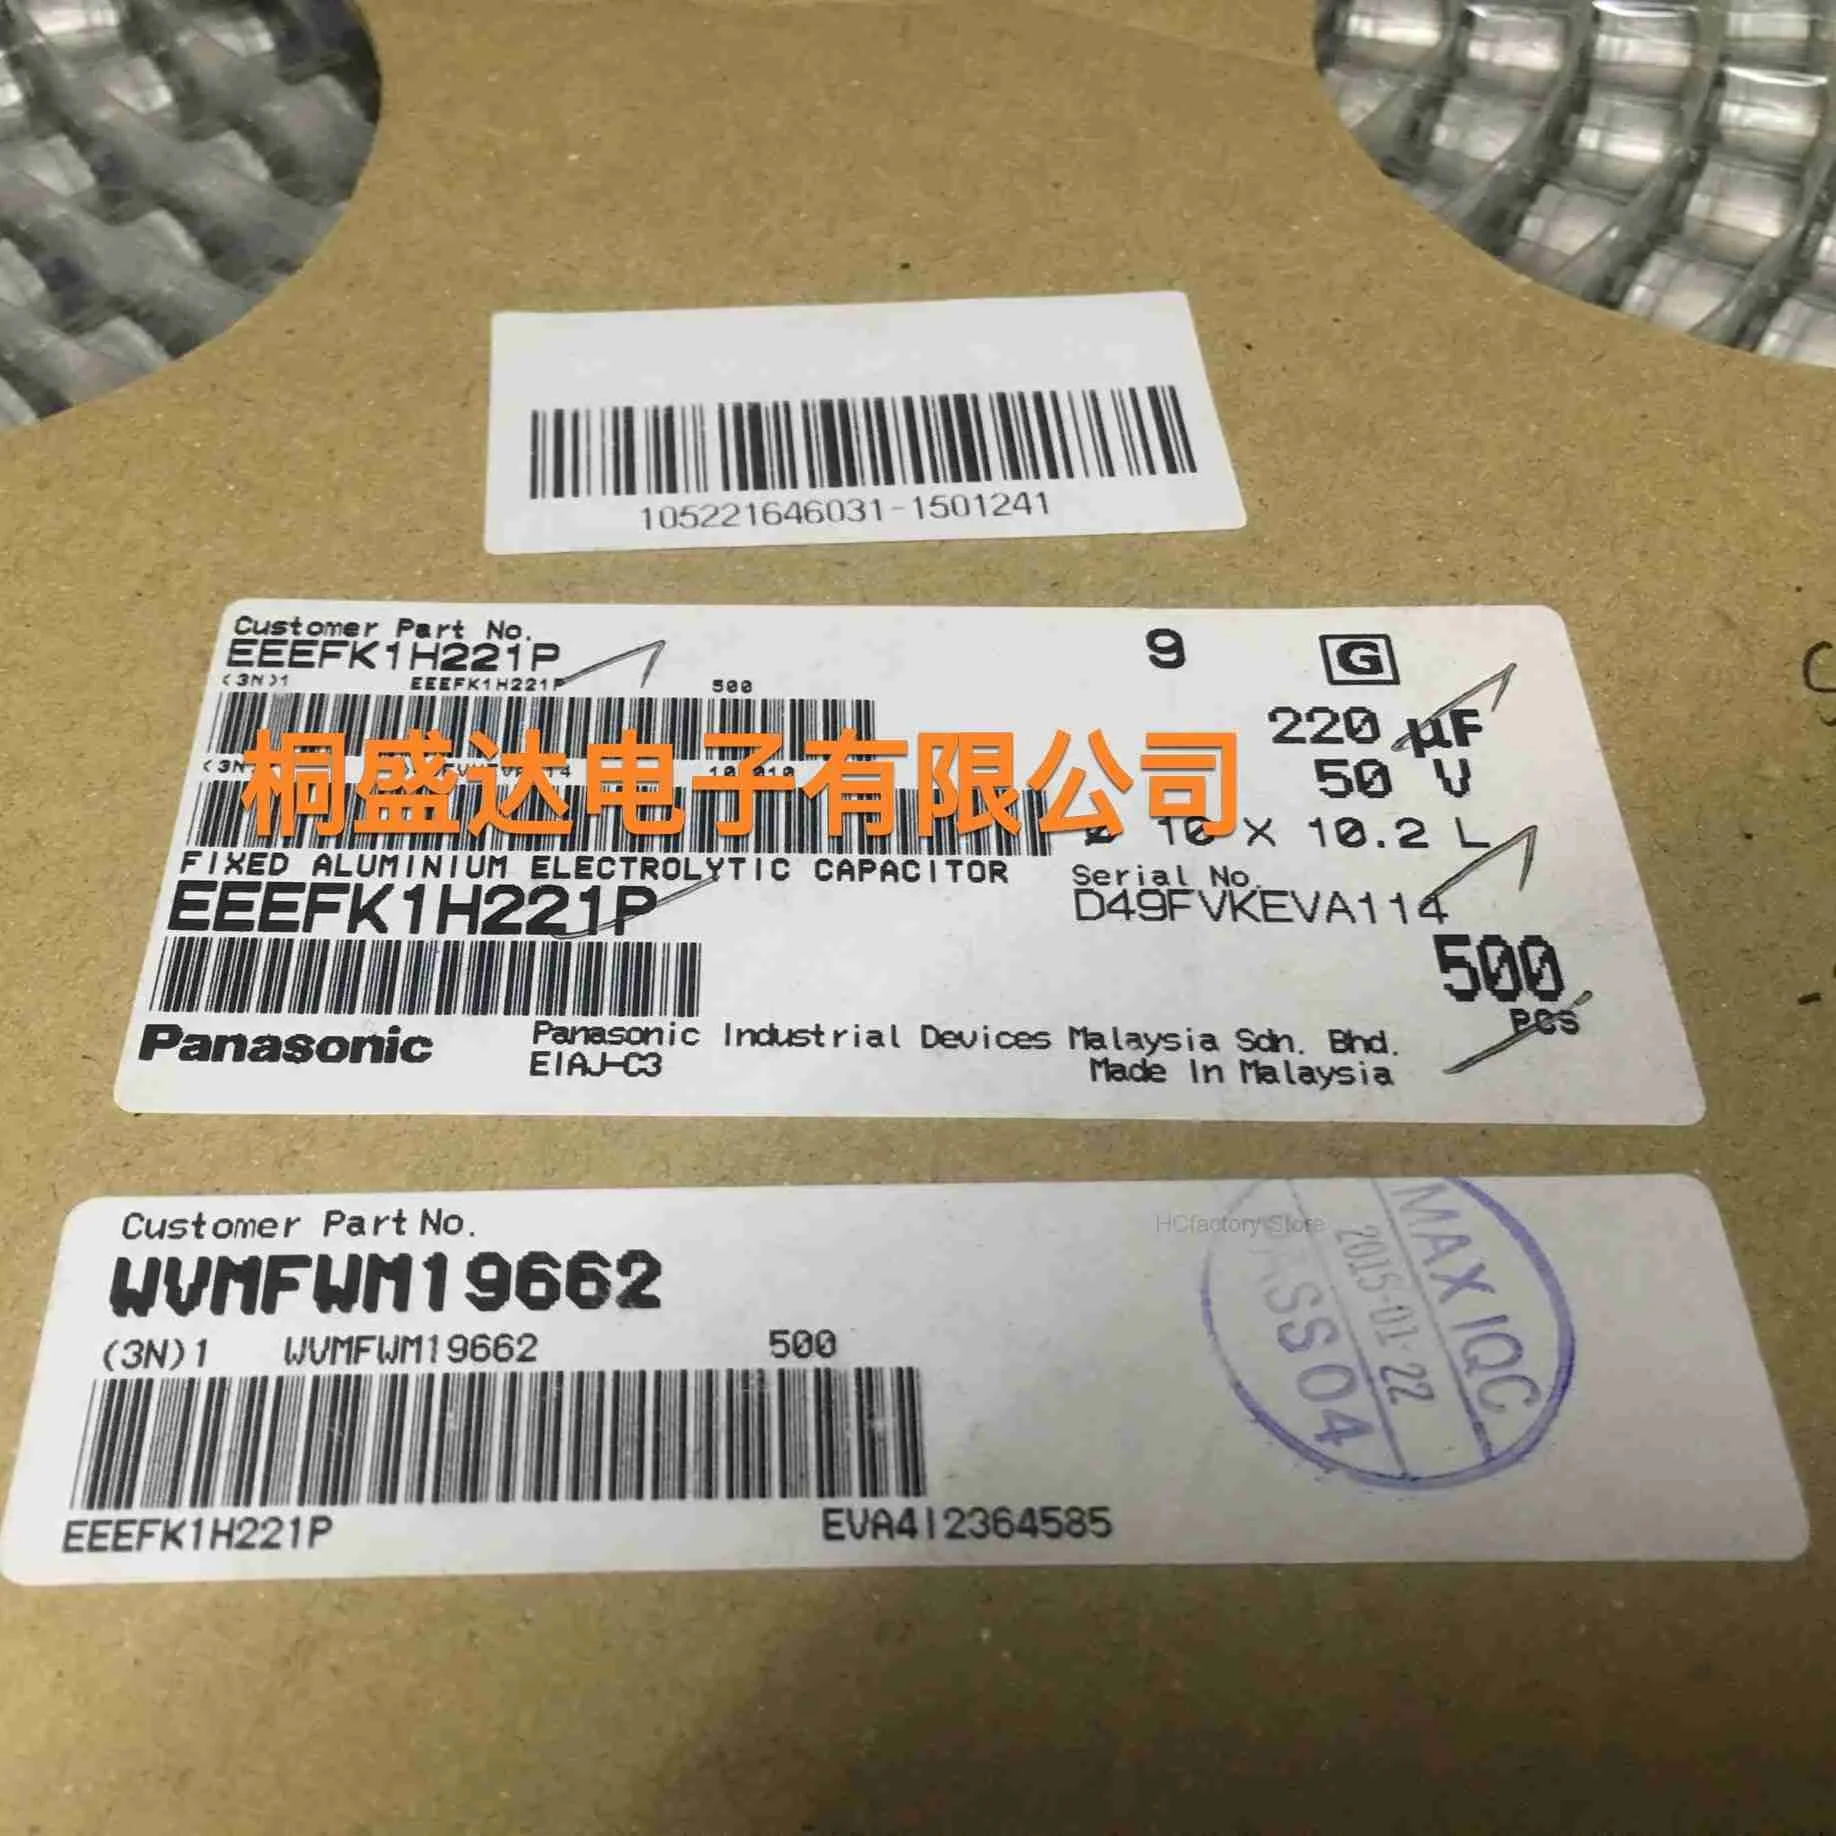 105221646031-1501241
Customer Part No.
EEEFK1H221P
(3N)1 EEEFK1H221P 500
9 G
220 µF
50 V
ø 10 X 10.2 L
桐盛达电子有限公司
FIXED ALUMINIUM ELECTROLYTIC CAPACITOR
EEEFK1H221P
Serial No.
D49FVKEVA114
500
PCS
Panasonic
Panasonic Industrial Devices Malaysia Sdn. Bhd.
EIAJ-C3
Made In Malaysia
Customer Part No.
WVMFWM19662
(3N)1 WVMFWM19662 500
EEEFK1H221P
EVA412364585
HCfactory Store
MAX IQC
2015-01-22
04